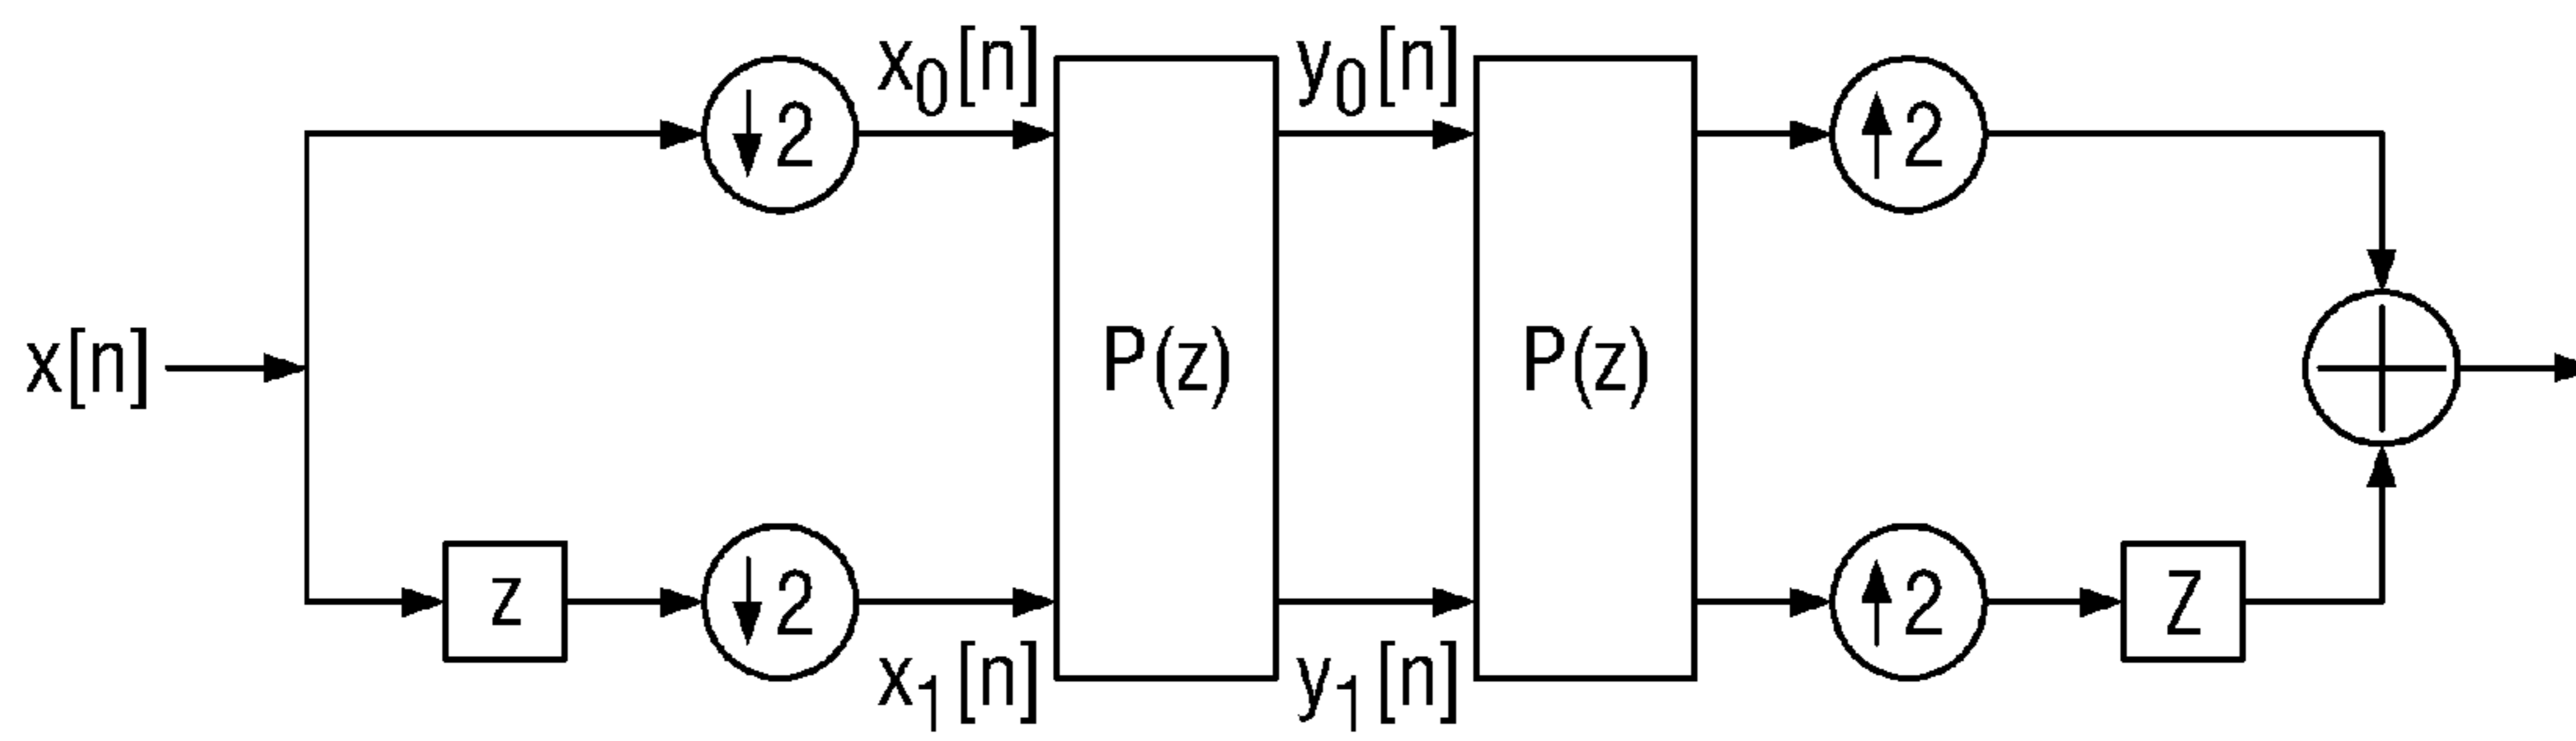 x[n]
↓2
x₀[n]
P(z)
y₀[n]
P(z)
↑2
z
↓2
x₁[n]
y₁[n]
↑2
Z